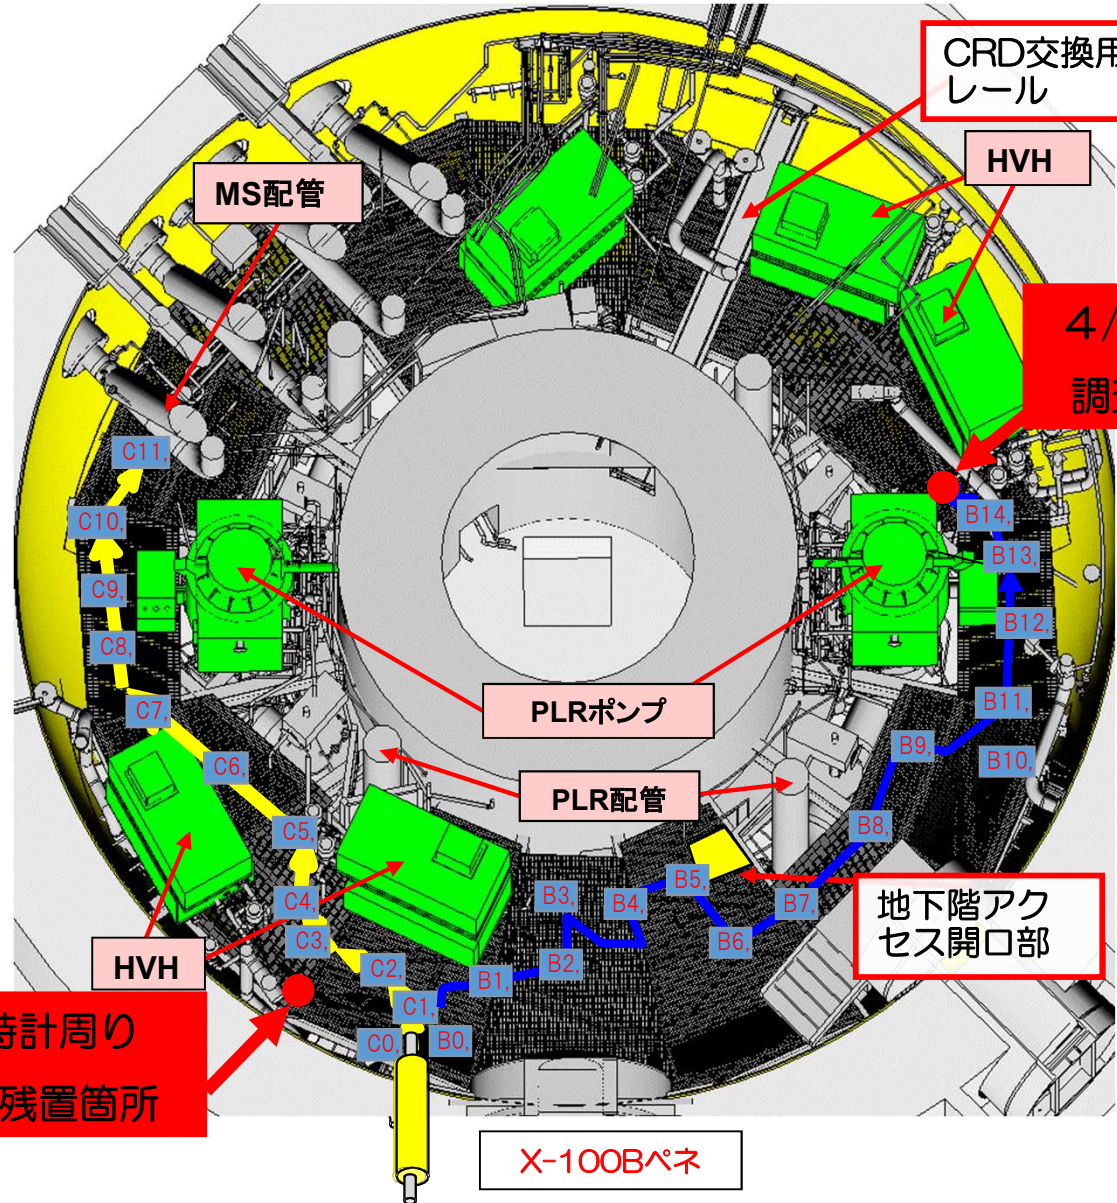 CRD交換用
レール
HVH
MS配管
4/
調査
C11,
C10,
C9,
C8,
C7,
C6,
C5,
C4,
C3,
C2,
C1,
C0,
B0,
B1,
B2,
B3,
B4,
B5,
B6,
B7,
B8,
B9,
B10,
B11,
B12,
B13,
B14,
PLRポンプ
PLR配管
地下階アク
セス開口部
HVH
時計周り
残置箇所
X-100Bペネ